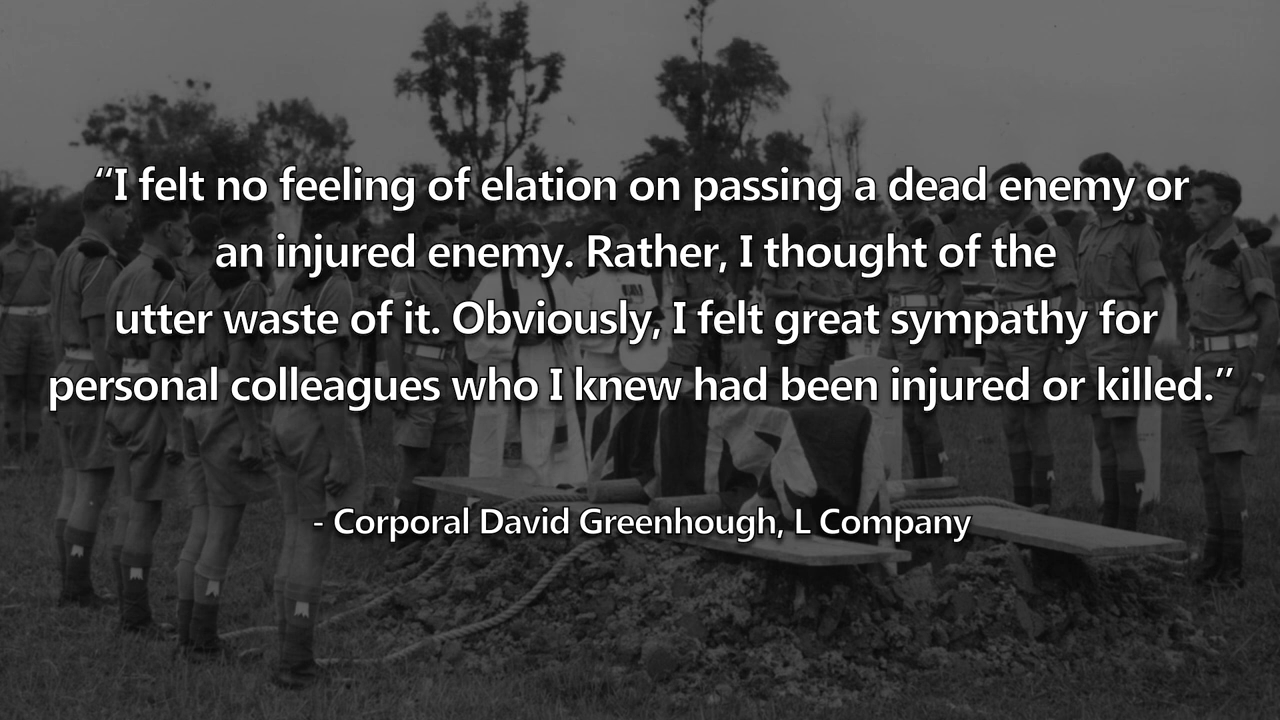 “I felt no feeling of elation on passing a dead enemy or
an injured enemy. Rather, I thought of the
utter waste of it. Obviously, I felt great sympathy for
personal colleagues who I knew had been injured or killed.”
- Corporal David Greenhough, L Company